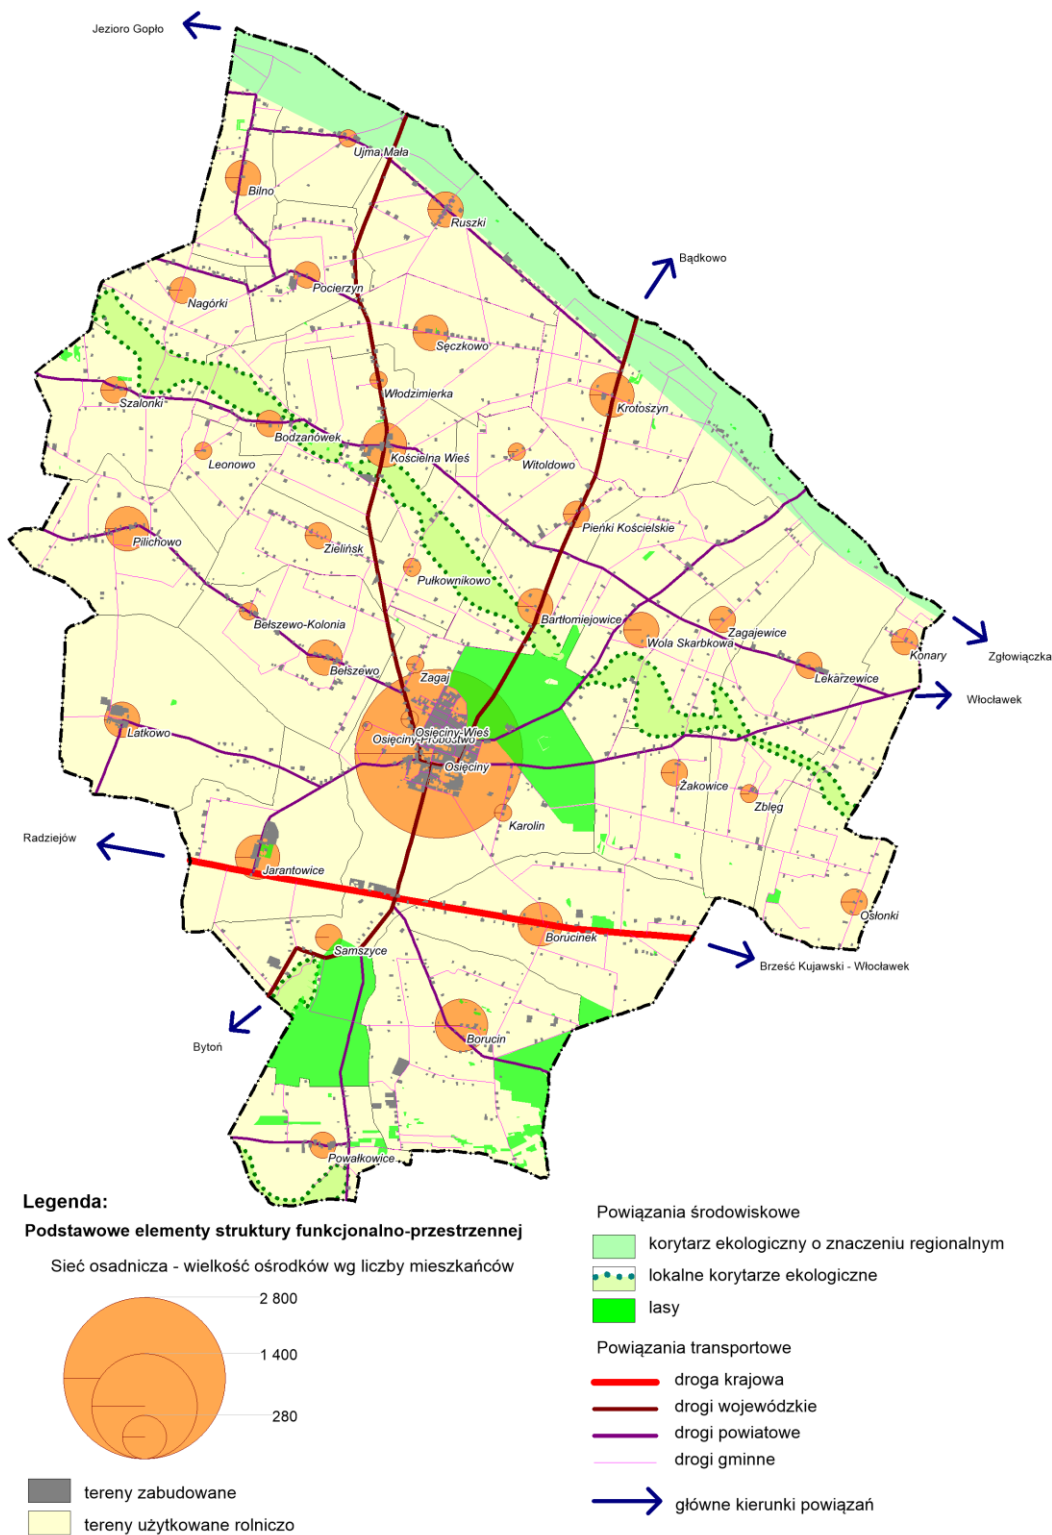 Jezioro Gopło
Ujma Mała
Bilno
Ruszki
Bądkowo
Pocierzyn
Nagórki
Sęczkowo
Włodzimierka
Szalonki
Krotoszyn
Bodzanówek
Kościelna Wieś
Leonowo
Witoldowo
Pieńki Kościelskie
Pilichowo
Zielińsk
Pułkownikowo
Bełszewo-Kolonia
Bartłomiejowice
Zagajewice
Wola Skarbkowa
Konary
Zgłowiączka
Bełszewo
Zagaj
Lekarzewice
Włocławek
Latkowo
Osięciny-Wieś
Osięciny-Probostwo
Osięciny
Żakowice
Zbląg
Karolin
Radziejów
Jarantowice
Osłonki
Borucinek
Samszyce
Brześć Kujawski - Włocławek
Bytoń
Borucin
Powałkowice
Legenda:
Podstawowe elementy struktury funkcjonalno-przestrzennej
Sieć osadnicza - wielkość ośrodków wg liczby mieszkańców
2 800
1 400
280
tereny zabudowane
tereny użytkowane rolniczo
Powiązania środowiskowe
korytarz ekologiczny o znaczeniu regionalnym
lokalne korytarze ekologiczne
lasy
Powiązania transportowe
droga krajowa
drogi wojewódzkie
drogi powiatowe
drogi gminne
główne kierunki powiązań